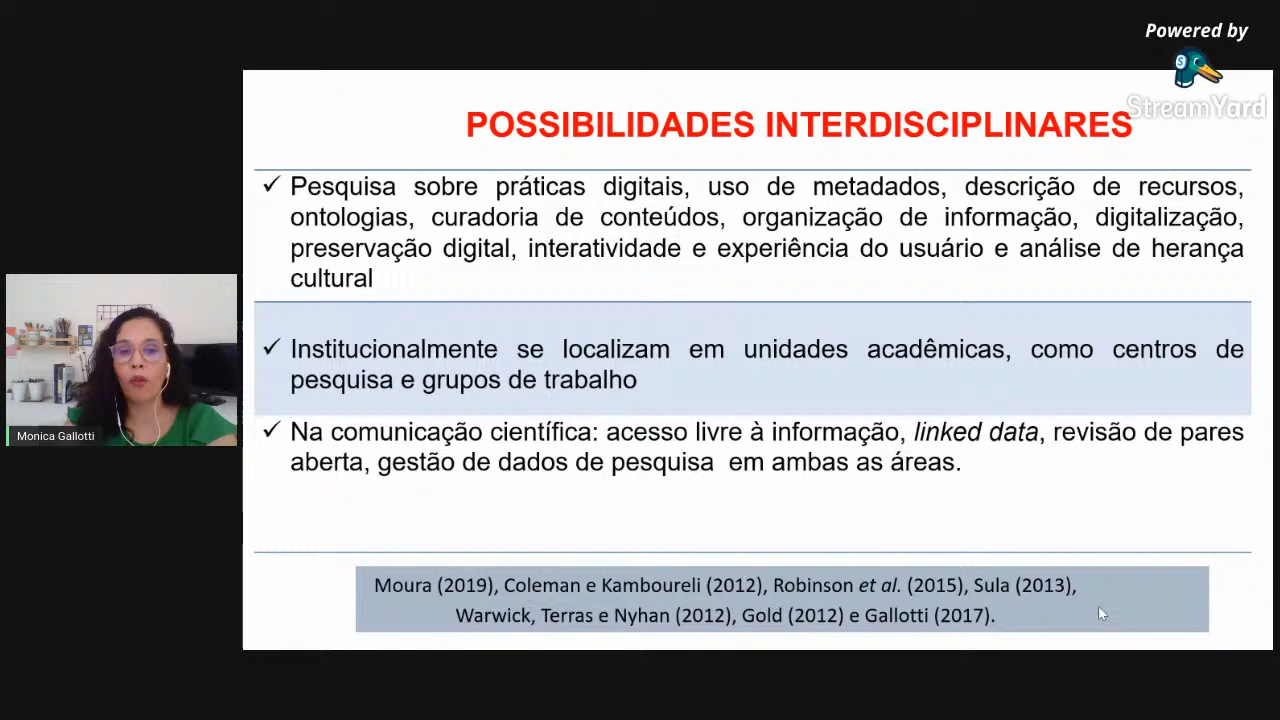 Powered by
StreamYard
POSSIBILIDADES INTERDISCIPLINARES
✓ Pesquisa sobre práticas digitais, uso de metadados, descrição de recursos,
ontologias, curadoria de conteúdos, organização de informação, digitalização,
preservação digital, interatividade e experiência do usuário e análise de herança
cultural
✓ Institucionalmente se localizam em unidades acadêmicas, como centros de
pesquisa e grupos de trabalho
✓ Na comunicação científica: acesso livre à informação, linked data, revisão de pares
aberta, gestão de dados de pesquisa em ambas as áreas.
Moura (2019), Coleman e Kamboureli (2012), Robinson et al. (2015), Sula (2013),
Warwick, Terras e Nyhan (2012), Gold (2012) e Gallotti (2017).
Monica Gallotti